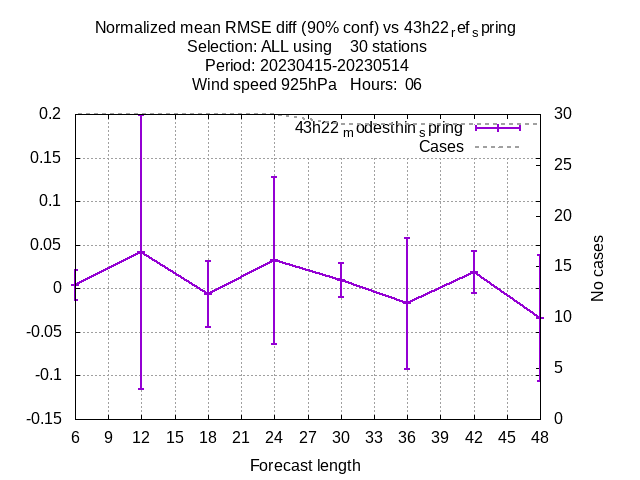 Normalized mean RMSE diff (90% conf) vs 43h22refspring
Selection: ALL using    30 stations
Period: 20230415-20230514
Wind speed 925hPa   Hours:  06
43h22modesthinspring
Cases
0.2
0.15
0.1
0.05
0
-0.05
-0.1
-0.15
30
25
20
15
10
5
0
No cases
6 9 12 15 18 21 24 27 30 33 36 39 42 45 48
Forecast length